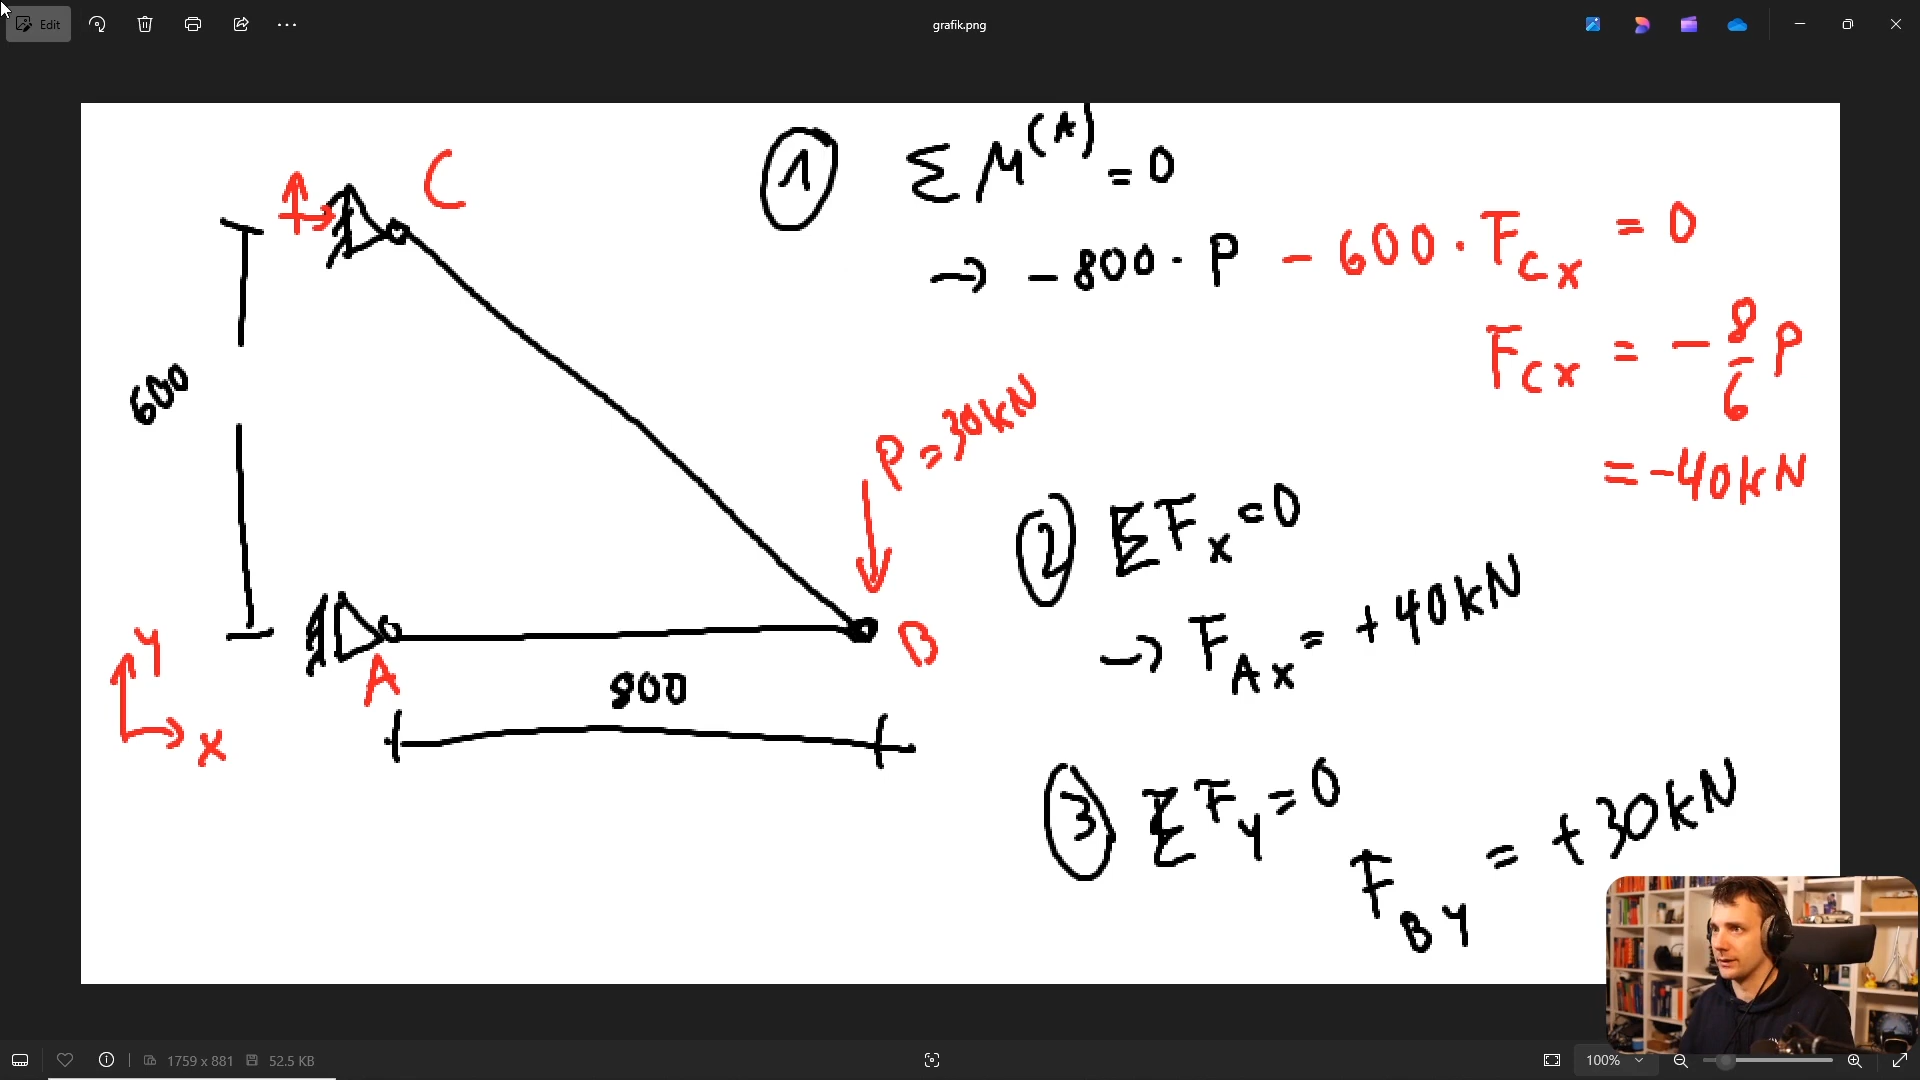 Edit
grafik.png
C
600
A
B
800
P = 30kN
Y
X
① ΣM^(A) = 0
→ -800 · P - 600 · F_Cx = 0
F_Cx = - 8/6 P
= -40kN
② ΣF_x = 0
→ F_Ax = +40kN
③ ΣF_Y = 0
F_BY = +30kN
1759 x 881
52.5 KB
100%